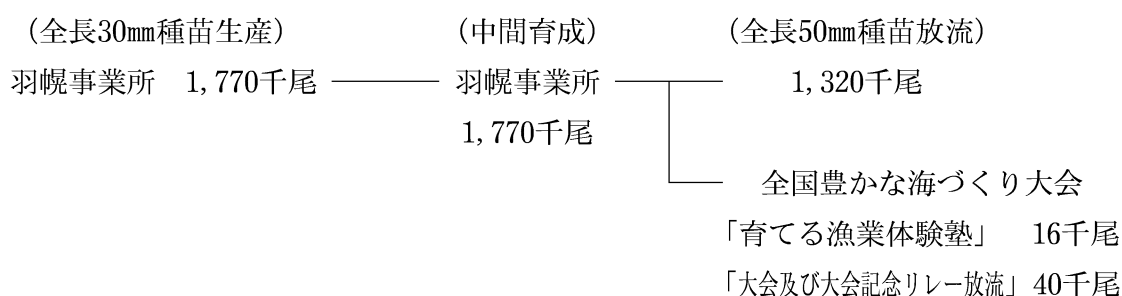 （全長30㎜種苗生産） （中間育成） （全長50㎜種苗放流）
羽幌事業所　1,770千尾 羽幌事業所 1,320千尾
1,770千尾
全国豊かな海づくり大会
「育てる漁業体験塾」　16千尾
「大会及び大会記念リレー放流」40千尾